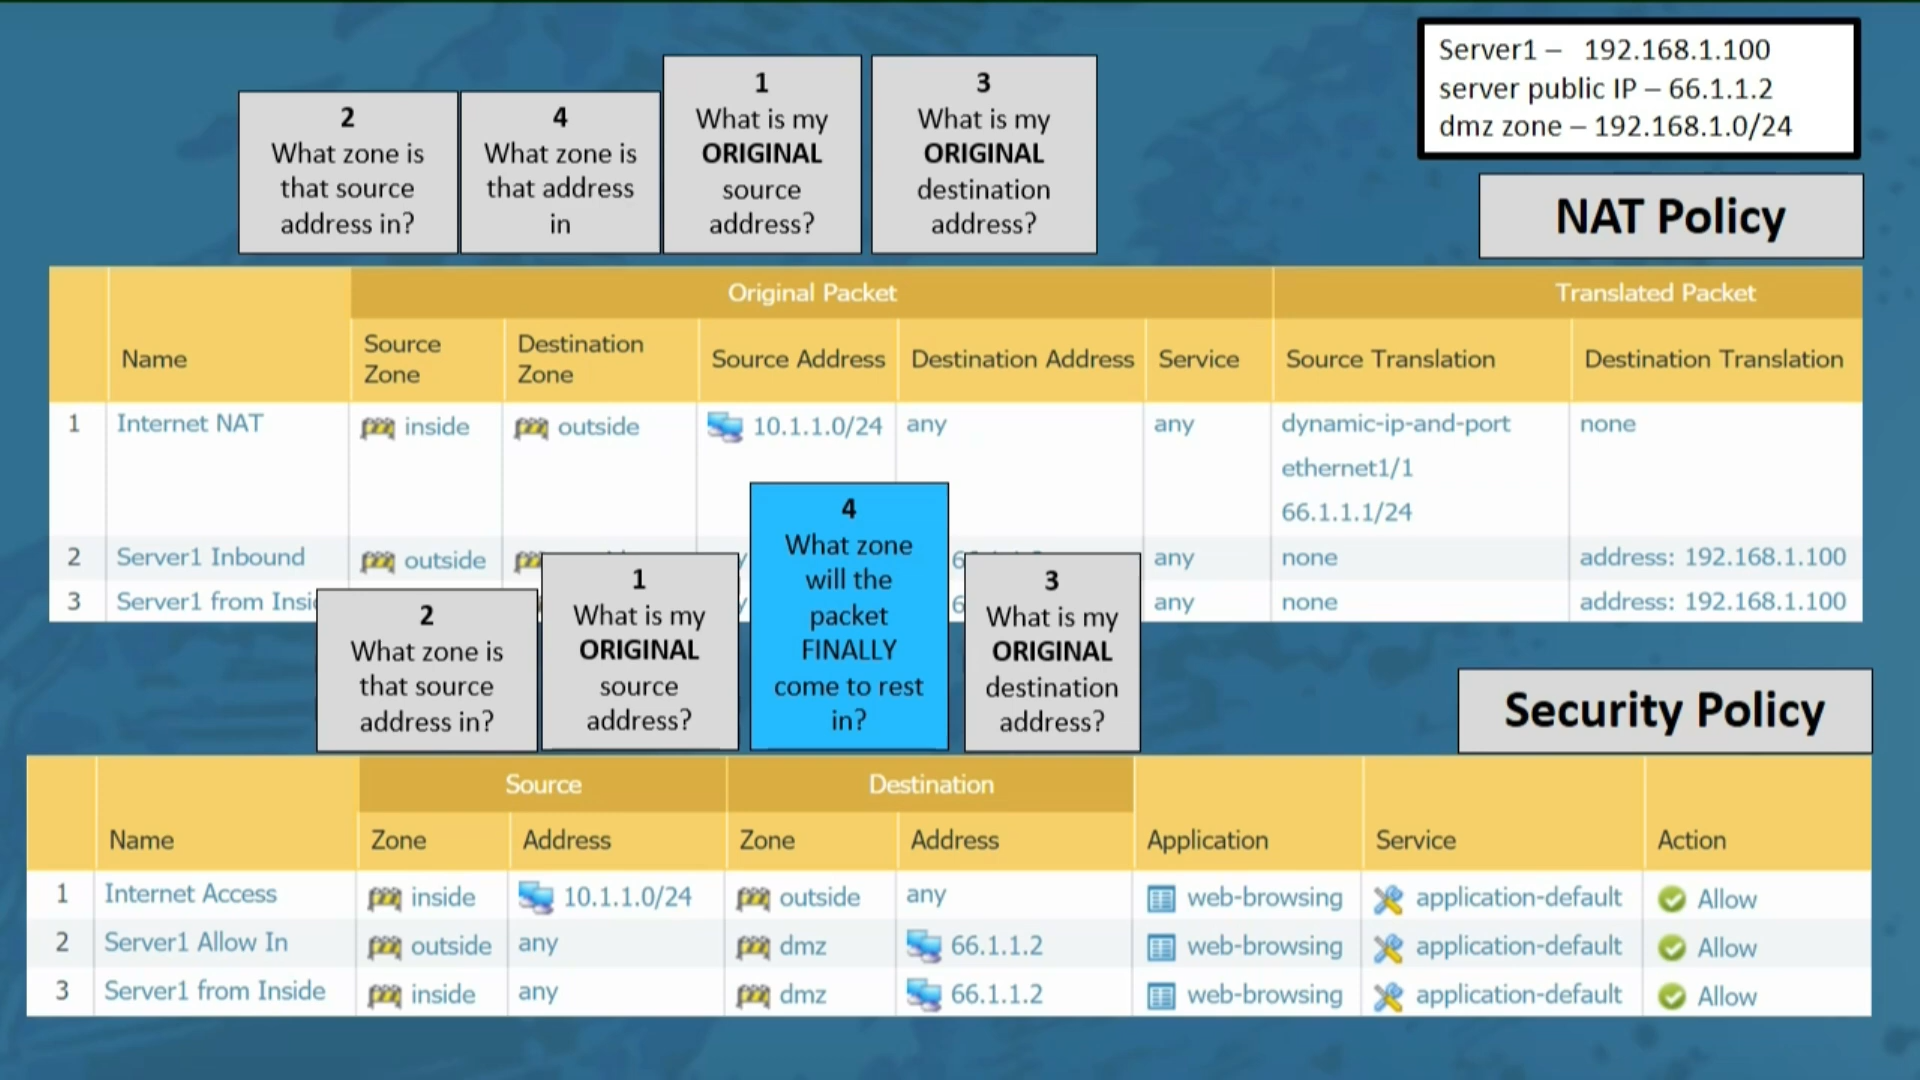 Server1 – 192.168.1.100
server public IP – 66.1.1.2
dmz zone – 192.168.1.0/24
2
What zone is
that source
address in?
4
What zone is
that address
in
1
What is my
ORIGINAL
source
address?
3
What is my
ORIGINAL
destination
address?
NAT Policy
Original Packet Translated Packet
Name Source Zone Destination Zone Source Address Destination Address Service Source Translation Destination Translation
1 Internet NAT inside outside 10.1.1.0/24 any any dynamic-ip-and-port none
ethernet1/1
66.1.1.1/24
2 Server1 Inbound outside any none address: 192.168.1.100
3 Server1 from any none address: 192.168.1.100
2
What zone is
that source
address in?
1
What is my
ORIGINAL
source
address?
4
What zone
will the
packet
FINALLY
come to rest
in?
3
What is my
ORIGINAL
destination
address?
Security Policy
Source Destination
Name Zone Address Zone Address Application Service Action
1 Internet Access inside 10.1.1.0/24 outside any web-browsing application-default Allow
2 Server1 Allow In outside any dmz 66.1.1.2 web-browsing application-default Allow
3 Server1 from Inside inside any dmz 66.1.1.2 web-browsing application-default Allow